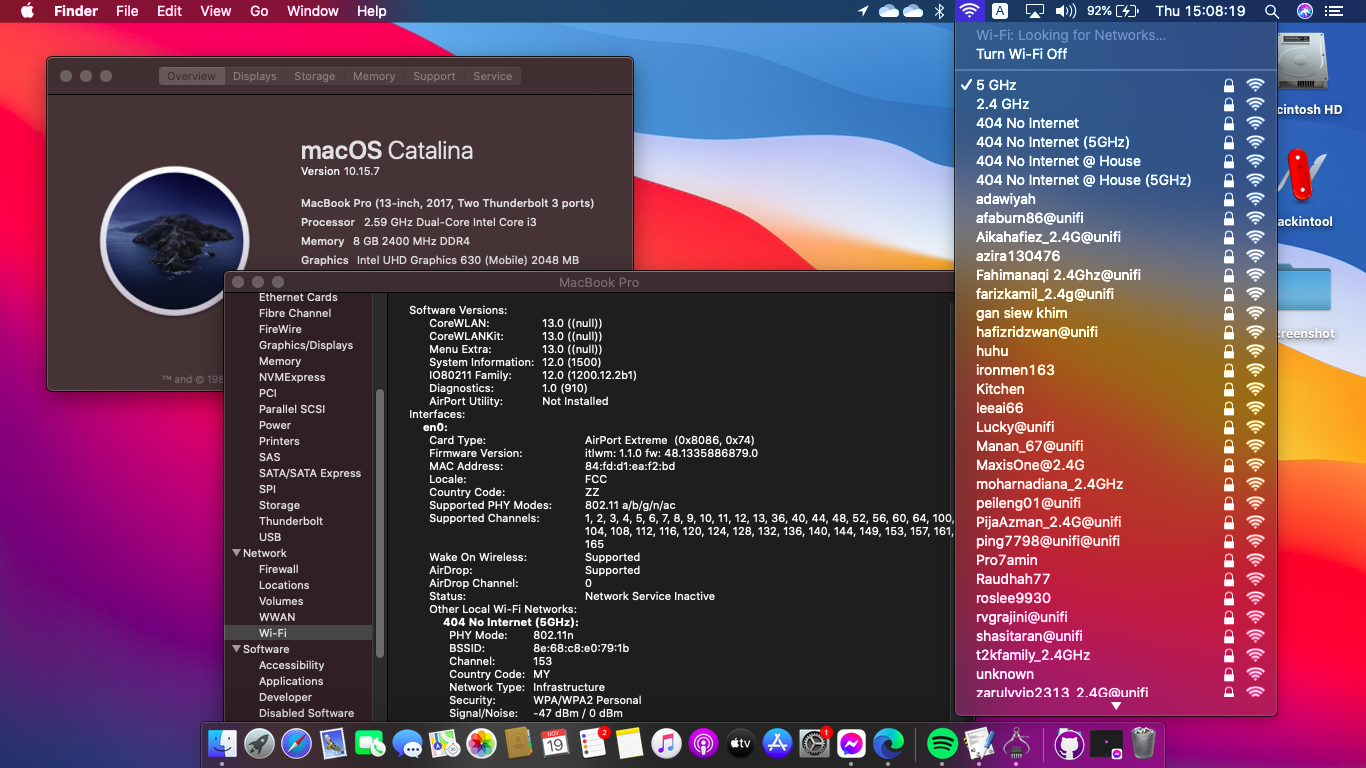 Finder File Edit View Go Window Help
A 92% Thu 15:08:19
Overview Displays Storage Memory Support Service
macOS Catalina
Version 10.15.7
MacBook Pro (13-inch, 2017, Two Thunderbolt 3 ports)
Processor 2.59 GHz Dual-Core Intel Core i3
Memory 8 GB 2400 MHz DDR4
Graphics Intel UHD Graphics 630 (Mobile) 2048 MB
™ and © 198
MacBook Pro
Ethernet Cards
Fibre Channel
FireWire
Graphics/Displays
Memory
NVMExpress
PCI
Parallel SCSI
Power
Printers
SAS
SATA/SATA Express
SPI
Storage
Thunderbolt
USB
Network
Firewall
Locations
Volumes
WWAN
Wi-Fi
Software
Accessibility
Applications
Developer
Disabled Software
Software Versions:
CoreWLAN: 13.0 ((null))
CoreWLANKit: 13.0 ((null))
Menu Extra: 13.0 ((null))
System Information: 12.0 (1500)
IO80211 Family: 12.0 (1200.12.2b1)
Diagnostics: 1.0 (910)
AirPort Utility: Not Installed
Interfaces:
en0:
Card Type: AirPort Extreme (0x8086, 0x74)
Firmware Version: itlwm: 1.1.0 fw: 48.1335886879.0
MAC Address: 84:fd:d1:ea:f2:bd
Locale: FCC
Country Code: ZZ
Supported PHY Modes: 802.11 a/b/g/n/ac
Supported Channels: 1, 2, 3, 4, 5, 6, 7, 8, 9, 10, 11, 12, 13, 36, 40, 44, 48, 52, 56, 60, 64, 100,
104, 108, 112, 116, 120, 124, 128, 132, 136, 140, 144, 149, 153, 157, 161,
165
Wake On Wireless: Supported
AirDrop: Supported
AirDrop Channel: 0
Status: Network Service Inactive
Other Local Wi-Fi Networks:
404 No Internet (5GHz):
PHY Mode: 802.11n
BSSID: 8e:68:c8:e0:79:1b
Channel: 153
Country Code: MY
Network Type: Infrastructure
Security: WPA/WPA2 Personal
Signal/Noise: -47 dBm / 0 dBm
Wi-Fi: Looking for Networks...
Turn Wi-Fi Off
5 GHz
2.4 GHz
404 No Internet
404 No Internet (5GHz)
404 No Internet @ House
404 No Internet @ House (5GHz)
adawiyah
afaburn86@unifi
Aikahafiez_2.4G@unifi
azira130476
Fahimanaqi 2.4Ghz@unifi
farizkamil_2.4g@unifi
gan siew khim
hafizridzwan@unifi
huhu
ironmen163
Kitchen
leeai66
Lucky@unifi
Manan_67@unifi
MaxisOne@2.4G
moharnadiana_2.4GHz
peileng01@unifi
PijaAzman_2.4G@unifi
ping7798@unifi@unifi
Pro7amin
Raudhah77
roslee9930
rvgrajini@unifi
shasitaran@unifi
t2kfamily_2.4GHz
unknown
zarulyyip2313_2.4G@unifi
cintosh HD
ackintool
creenshot
NOV
19
2
tv
1